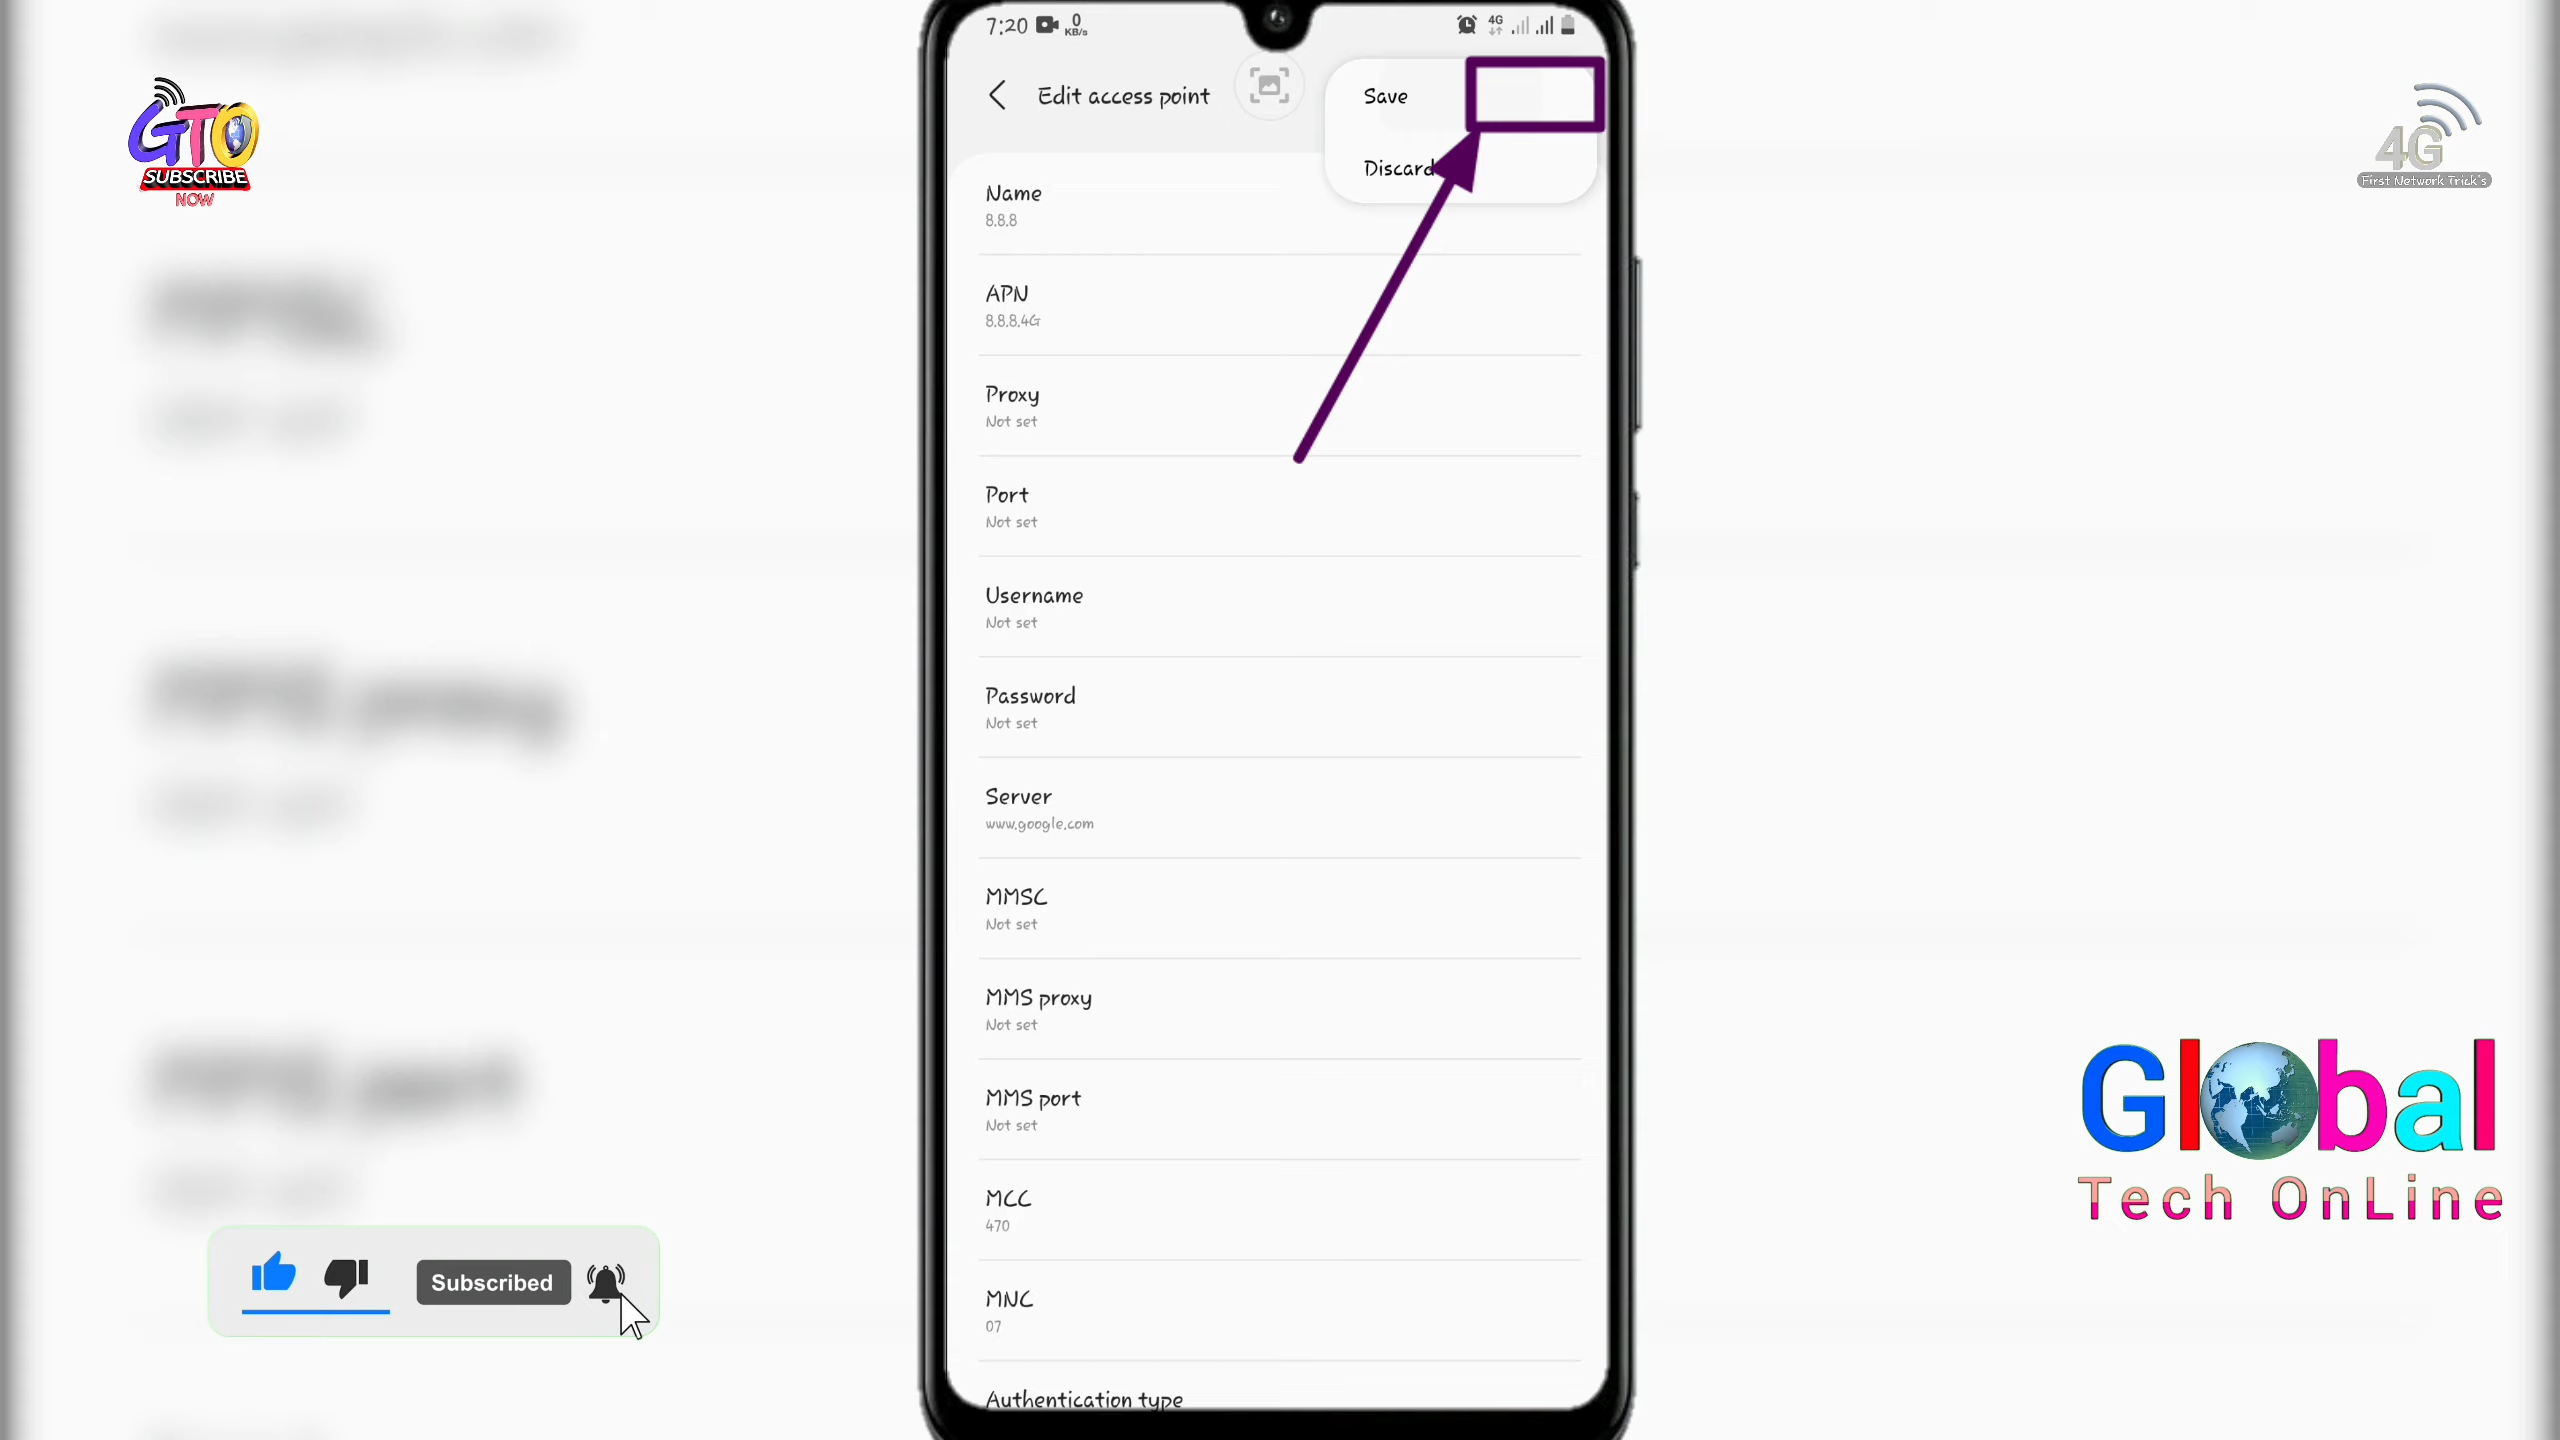 7:20 0 KB/s 4G
Edit access point
Save
Discard
Name
8.8.8
APN
8.8.8.4G
Proxy
Not set
Port
Not set
Username
Not set
Password
Not set
Server
www.google.com
MMSC
Not set
MMS proxy
Not set
MMS port
Not set
MCC
470
MNC
07
Authentication type
GTO
SUBSCRIBE
NOW
4G
First Network Trick's
Subscribed
Global
Tech OnLine